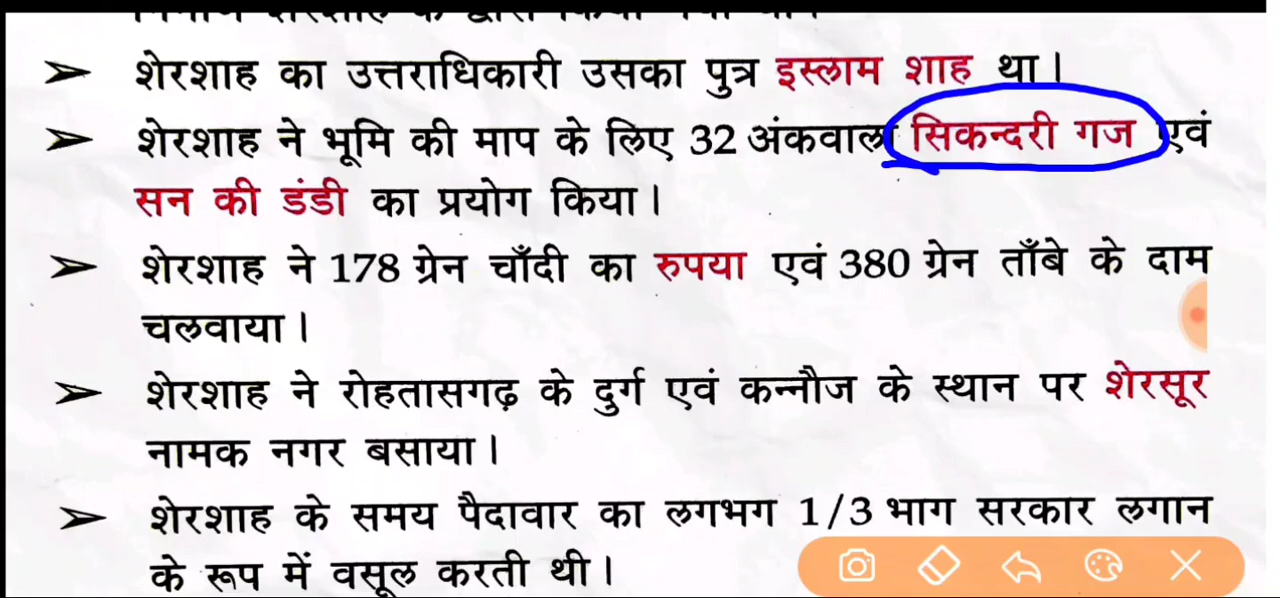 शेरशाह का उत्तराधिकारी उसका पुत्र इस्लाम शाह था।
शेरशाह ने भूमि की माप के लिए 32 अंकवाला सिकन्दरी गज एवं
सन की डंडी का प्रयोग किया।
शेरशाह ने 178 ग्रेन चाँदी का रुपया एवं 380 ग्रेन ताँबे के दाम
चलवाया।
शेरशाह ने रोहतासगढ़ के दुर्ग एवं कन्नौज के स्थान पर शेरसूर
नामक नगर बसाया।
शेरशाह के समय पैदावार का लगभग 1/3 भाग सरकार लगान
के रूप में वसूल करती थी।